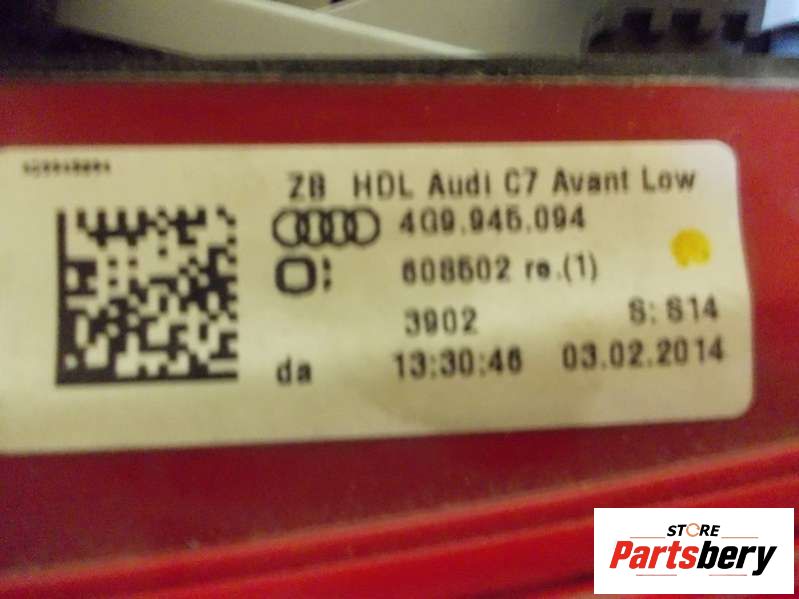 ZB HDL Audi C7 Avant Low
4G9.945.094
608502 re.(1)
3902 S: S14
da 13:30:46 03.02.2014
STORE
Partsbery